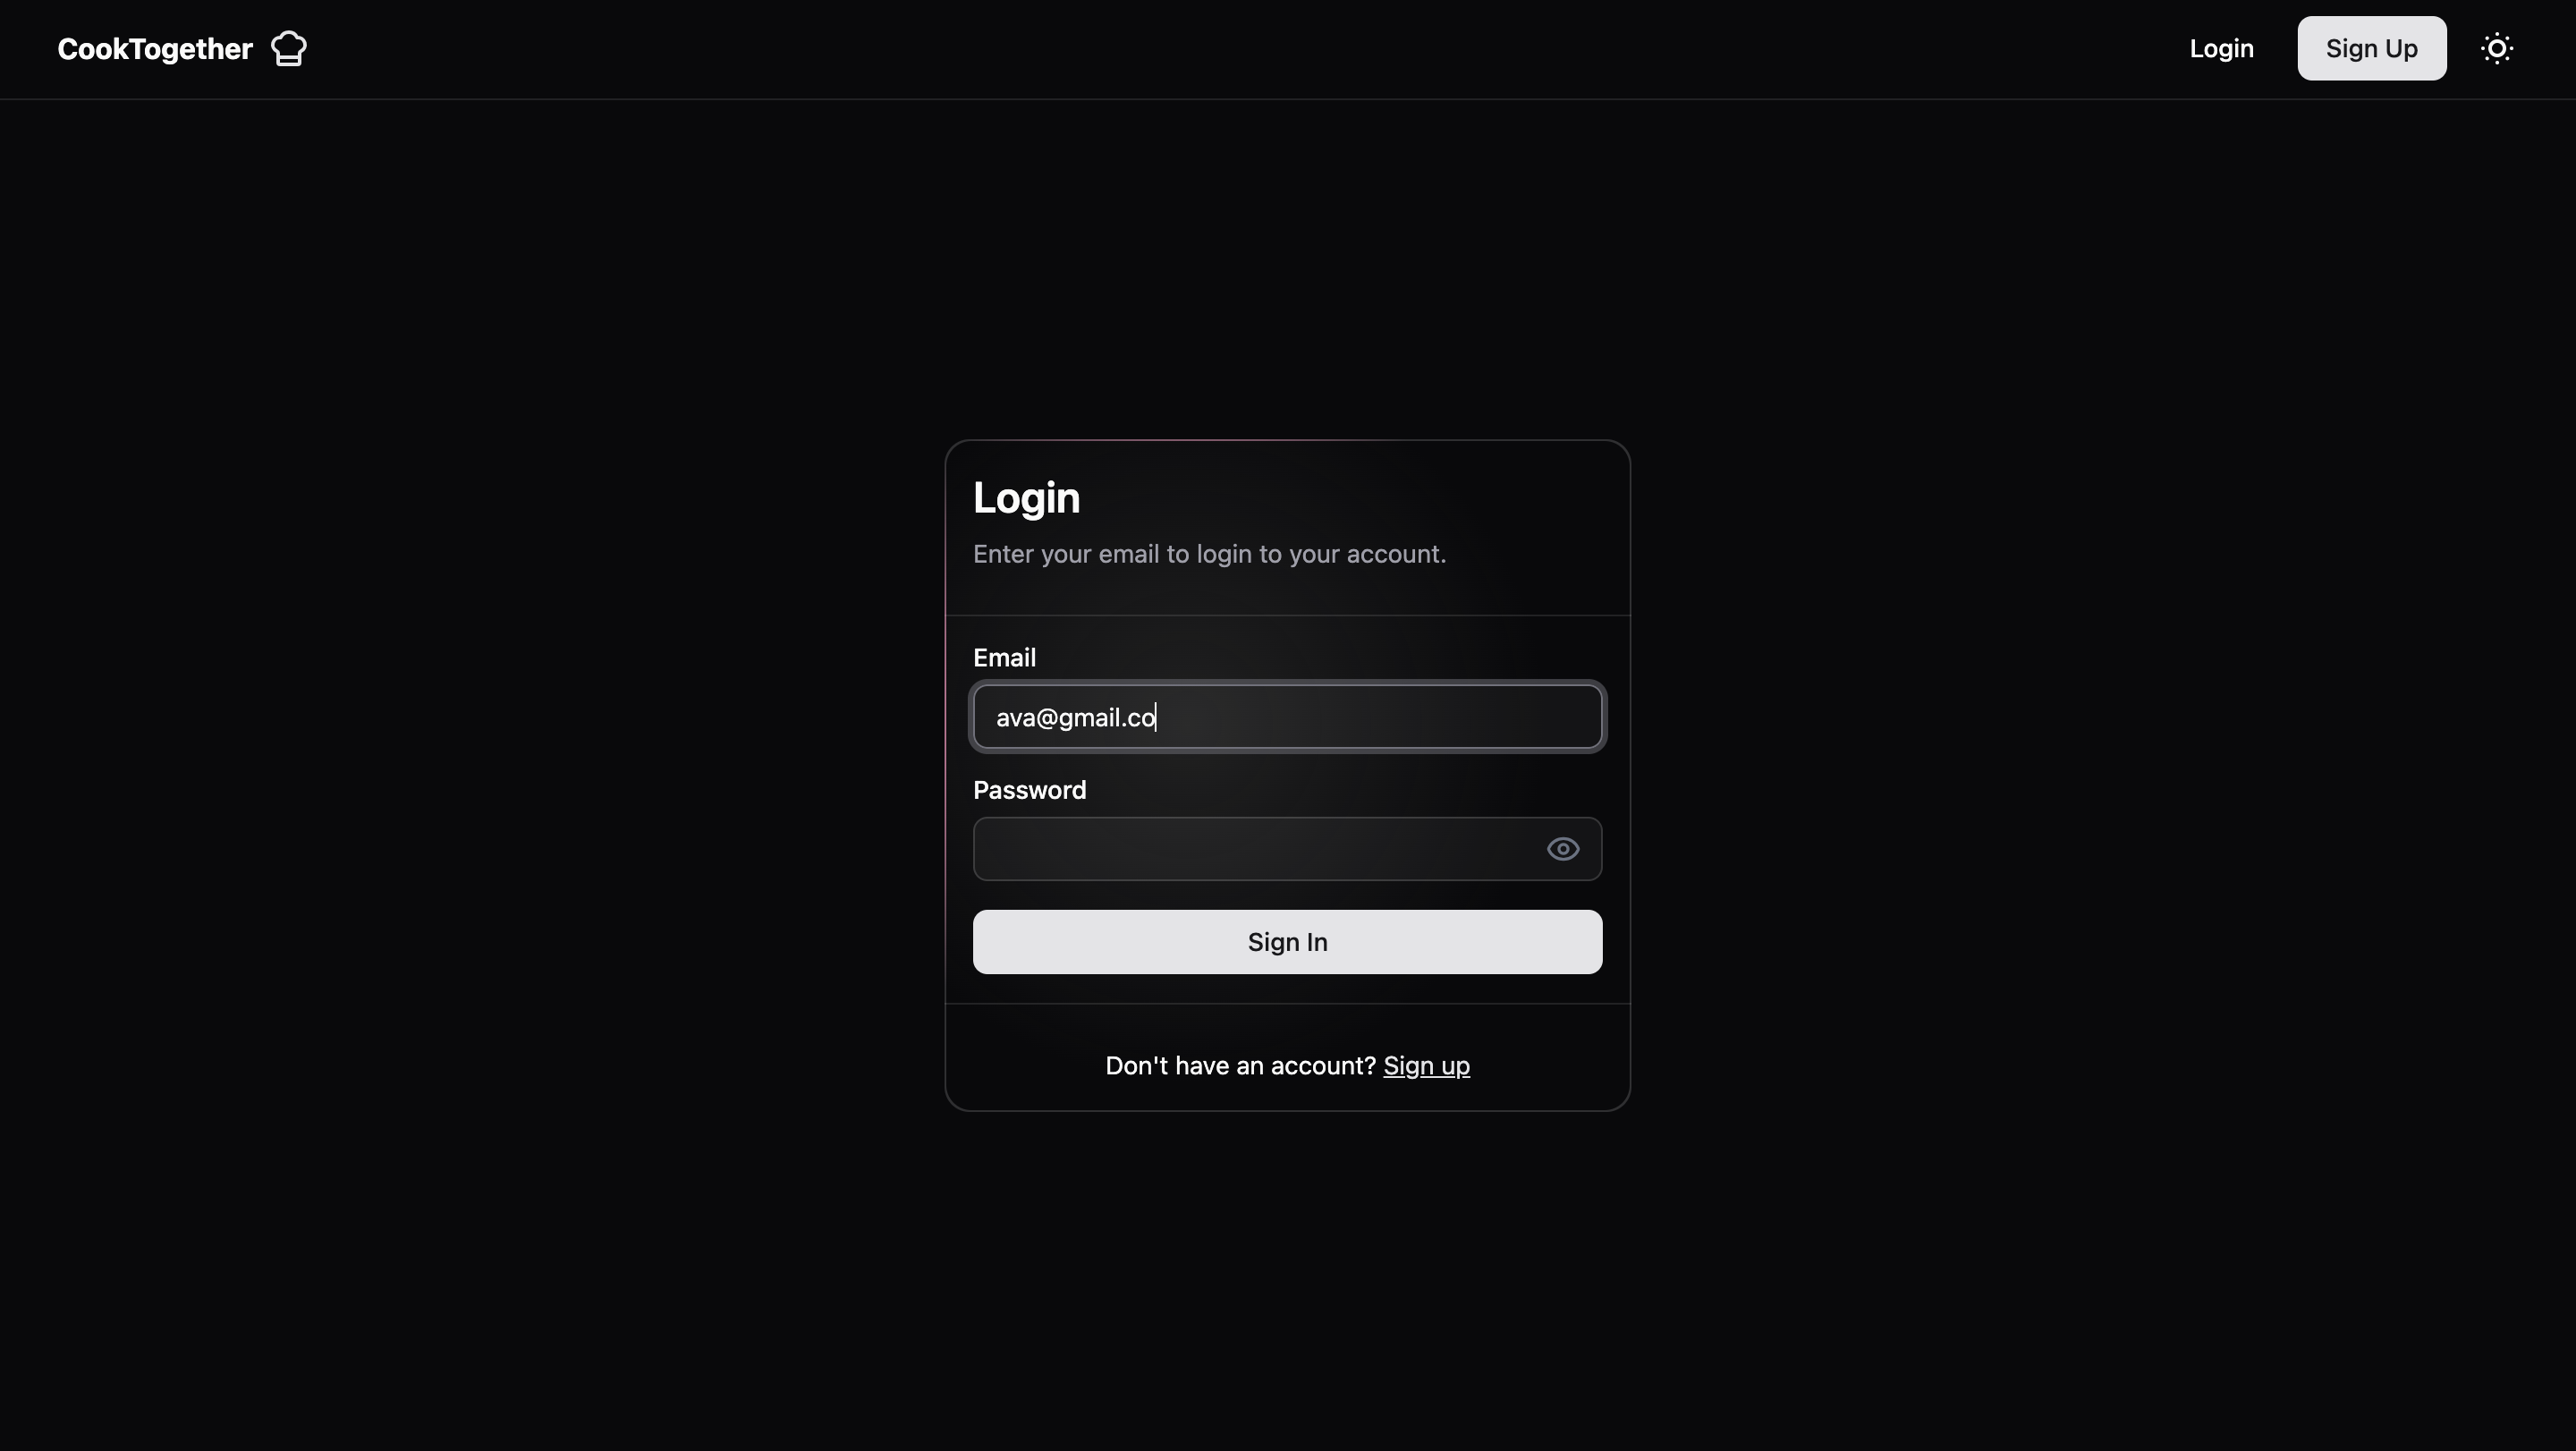 CookTogether
Login
Sign Up
Login
Enter your email to login to your account.
Email
ava@gmail.co
Password
Sign In
Don't have an account? Sign up